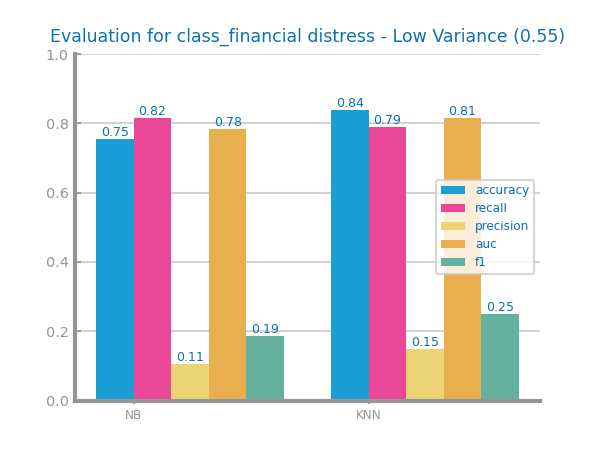 Evaluation for class_financial distress - Low Variance (0.55)
1.0
0.8
0.6
0.4
0.2
0.0
0.75
0.82
0.11
0.78
0.19
0.84
0.79
0.15
0.81
0.25
accuracy
recall
precision
auc
f1
NB
KNN